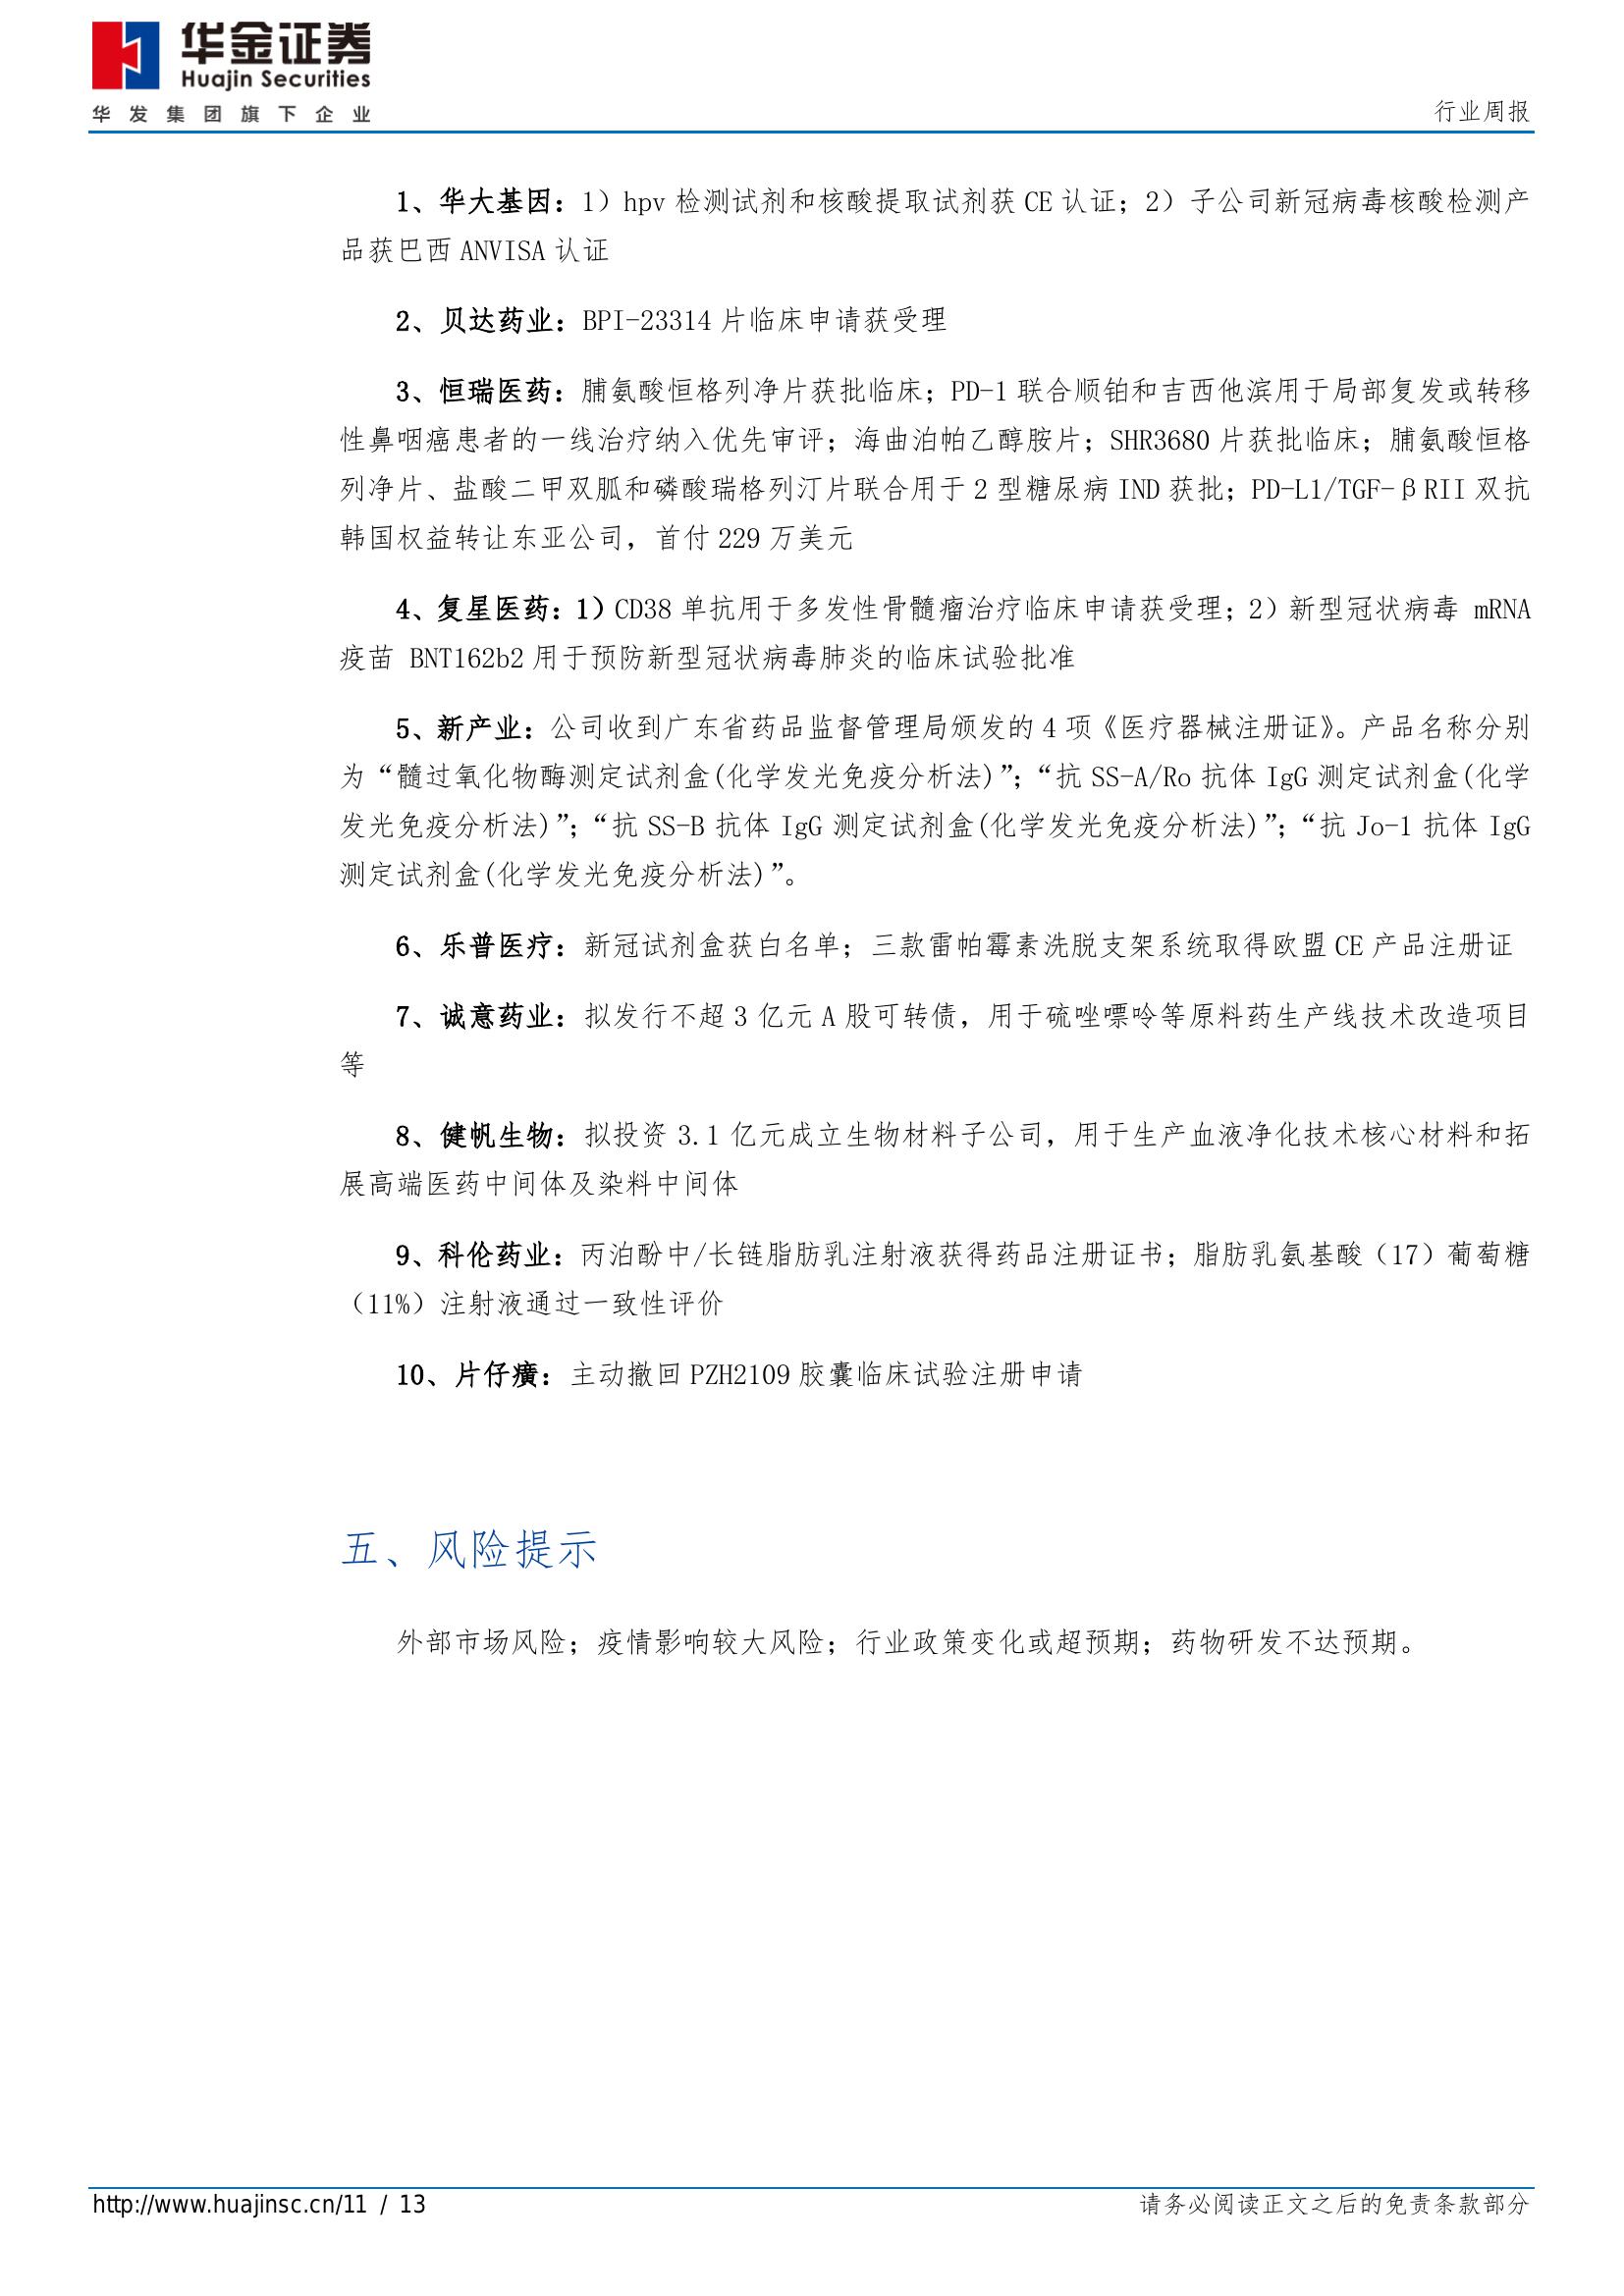 华金证券
Huajin Securities
华发集团旗下企业
行业周报
1、华大基因：1）hpv 检测试剂和核酸提取试剂获 CE 认证；2）子公司新冠病毒核酸检测产
品获巴西 ANVISA 认证
2、贝达药业：BPI-23314 片临床申请获受理
3、恒瑞医药：脯氨酸恒格列净片获批临床；PD-1 联合顺铂和吉西他滨用于局部复发或转移
性鼻咽癌患者的一线治疗纳入优先审评；海曲泊帕乙醇胺片；SHR3680 片获批临床；脯氨酸恒格
列净片、盐酸二甲双胍和磷酸瑞格列汀片联合用于 2 型糖尿病 IND 获批；PD-L1/TGF-βRII 双抗
韩国权益转让东亚公司，首付 229 万美元
4、复星医药：1）CD38 单抗用于多发性骨髓瘤治疗临床申请获受理；2）新型冠状病毒 mRNA
疫苗 BNT162b2 用于预防新型冠状病毒肺炎的临床试验批准
5、新产业：公司收到广东省药品监督管理局颁发的 4 项《医疗器械注册证》。产品名称分别
为“髓过氧化物酶测定试剂盒(化学发光免疫分析法)”；“抗 SS-A/Ro 抗体 IgG 测定试剂盒(化学
发光免疫分析法)”；“抗 SS-B 抗体 IgG 测定试剂盒(化学发光免疫分析法)”；“抗 Jo-1 抗体 IgG
测定试剂盒(化学发光免疫分析法)”。
6、乐普医疗：新冠试剂盒获白名单；三款雷帕霉素洗脱支架系统取得欧盟 CE 产品注册证
7、诚意药业：拟发行不超 3 亿元 A 股可转债，用于硫唑嘌呤等原料药生产线技术改造项目
等
8、健帆生物：拟投资 3.1 亿元成立生物材料子公司，用于生产血液净化技术核心材料和拓
展高端医药中间体及染料中间体
9、科伦药业：丙泊酚中/长链脂肪乳注射液获得药品注册证书；脂肪乳氨基酸（17）葡萄糖
（11%）注射液通过一致性评价
10、片仔癀：主动撤回 PZH2109 胶囊临床试验注册申请
五、风险提示
外部市场风险；疫情影响较大风险；行业政策变化或超预期；药物研发不达预期。
http://www.huajinsc.cn/11 / 13
请务必阅读正文之后的免责条款部分